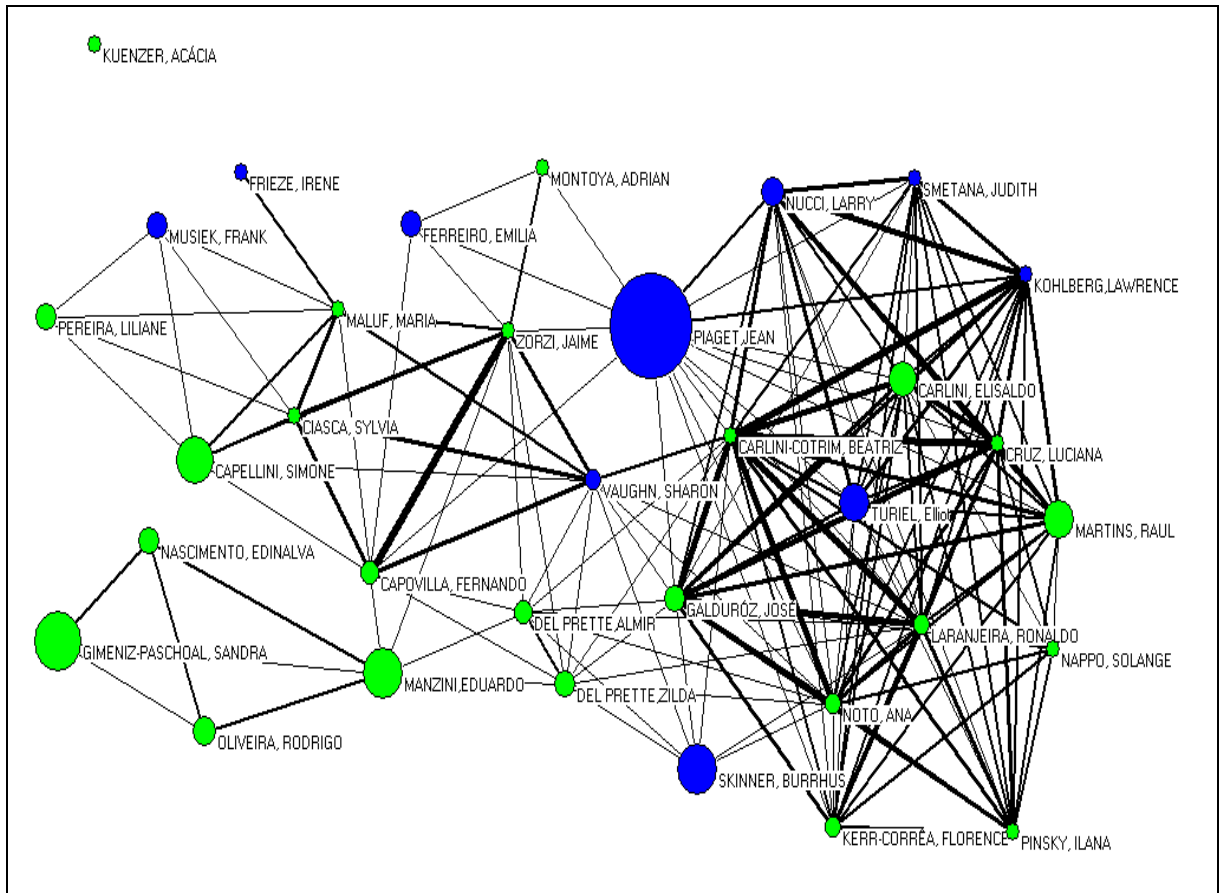 KUENZER, ACÁCIA
FRIEZE, IRENE
MONTOYA, ADRIAN
NUCCI, LARRY
SMETANA, JUDITH
MUSIEK, FRANK
FERREIRO, EMILIA
KOHLBERG,LAWRENCE
PEREIRA, LILIANE
MALUF, MARIA
ZORZI, JAIME
PIAGET,JEAN
CARLINI, ELISALDO
CIASCA, SYLVIA
CARLINI-COTRIM, BEATRIZ
CRUZ, LUCIANA
CAPELLINI, SIMONE
VAUGHN, SHARON
TURIEL, Elliot
MARTINS, RAUL
NASCIMENTO, EDINALVA
CAPOVILLA, FERNANDO
GALDURÓZ, JOSÉ
DEL PRETTE,ALMIR
LARANJEIRA, RONALDO
GIMENIZ-PASCHOAL, SANDRA
NAPPO, SOLANGE
MANZINI,EDUARDO
DEL PRETTE,ZILDA
NOTO, ANA
OLIVEIRA, RODRIGO
SKINNER, BURRHUS
KERR-CORRÊA, FLORENCE
PINSKY, ILANA